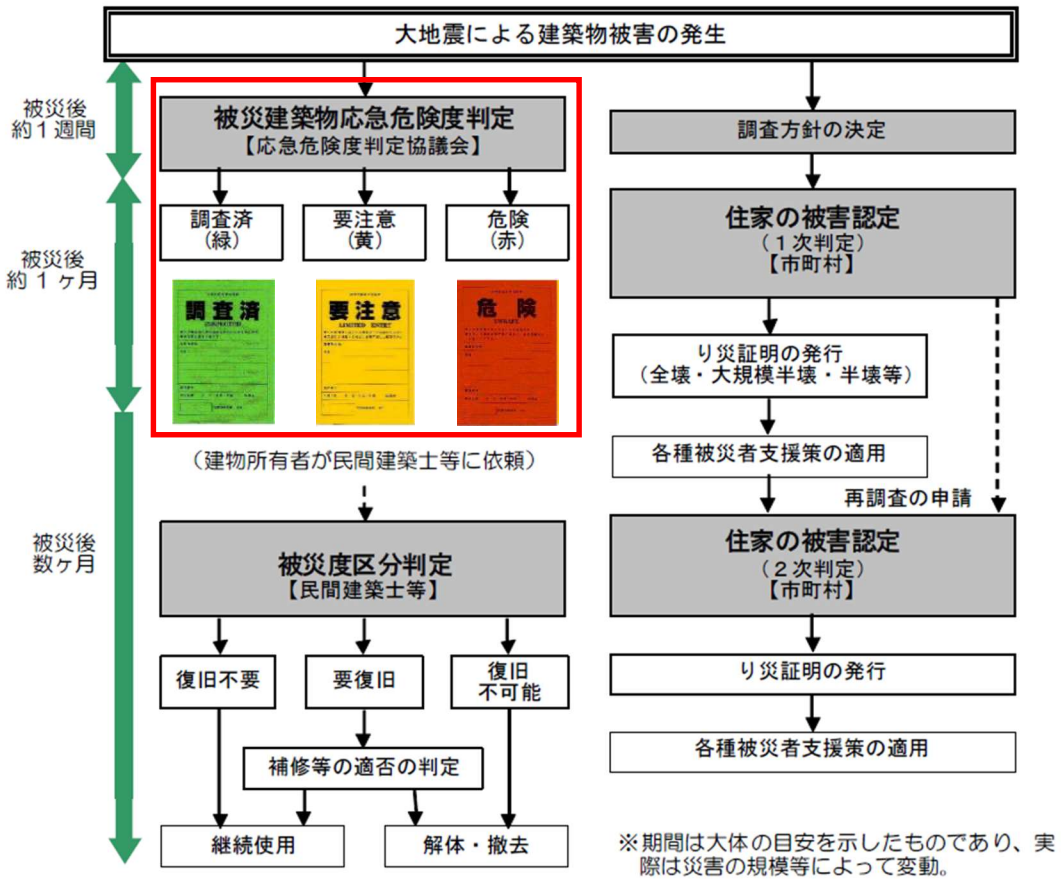 大地震による建築物被害の発生
被災後
約１週間
被災建築物応急危険度判定
【応急危険度判定協議会】
調査済
(緑)
要注意
(黄)
危険
(赤)
被災後
約１ヶ月
調査済
要注意
LIMITED ENTRY
危険
（建物所有者が民間建築士等に依頼）
被災後
数ヶ月
被災度区分判定
【民間建築士等】
復旧不要
要復旧
復旧
不可能
補修等の適否の判定
継続使用
解体・撤去
調査方針の決定
住家の被害認定
（１次判定）
【市町村】
り災証明の発行
（全壊・大規模半壊・半壊等）
各種被災者支援策の適用
再調査の申請
住家の被害認定
（２次判定）
【市町村】
り災証明の発行
各種被災者支援策の適用
※期間は大体の目安を示したものであり、実
際は災害の規模等によって変動。